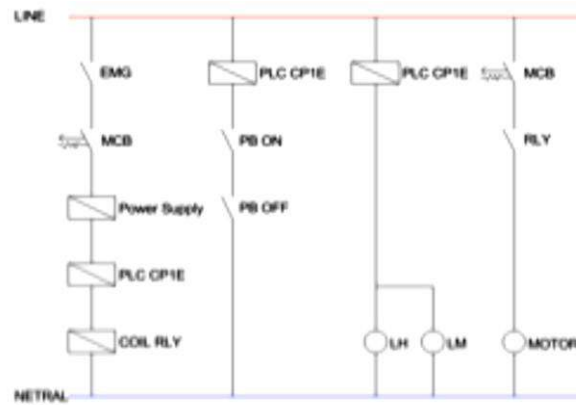 LINE
EMG
PLC CP1E
PLC CP1E
MCB
MCB
PB ON
RLY
Power Supply
PB OFF
PLC CP1E
COIL RLY
LH
LM
MOTOR
NETRAL